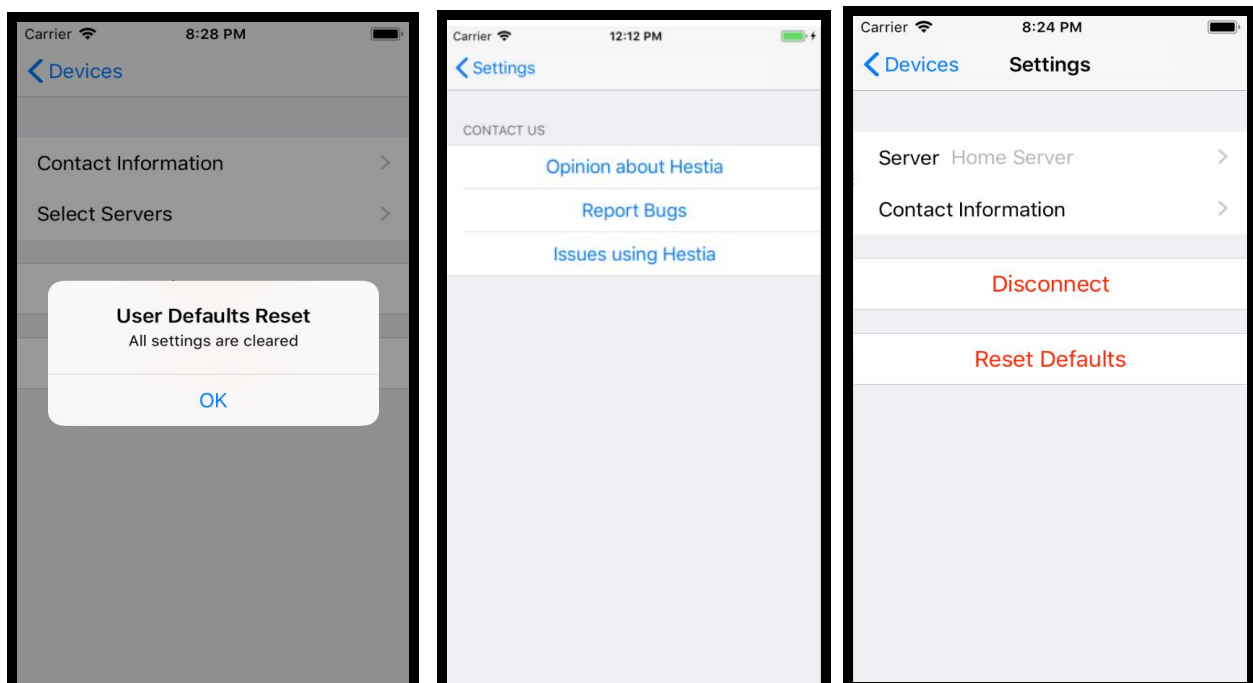 Carrier 8:28 PM
Devices
Contact Information
Select Servers
User Defaults Reset
All settings are cleared
OK
Carrier 12:12 PM
Settings
CONTACT US
Opinion about Hestia
Report Bugs
Issues using Hestia
Carrier 8:24 PM
Devices Settings
Server Home Server
Contact Information
Disconnect
Reset Defaults